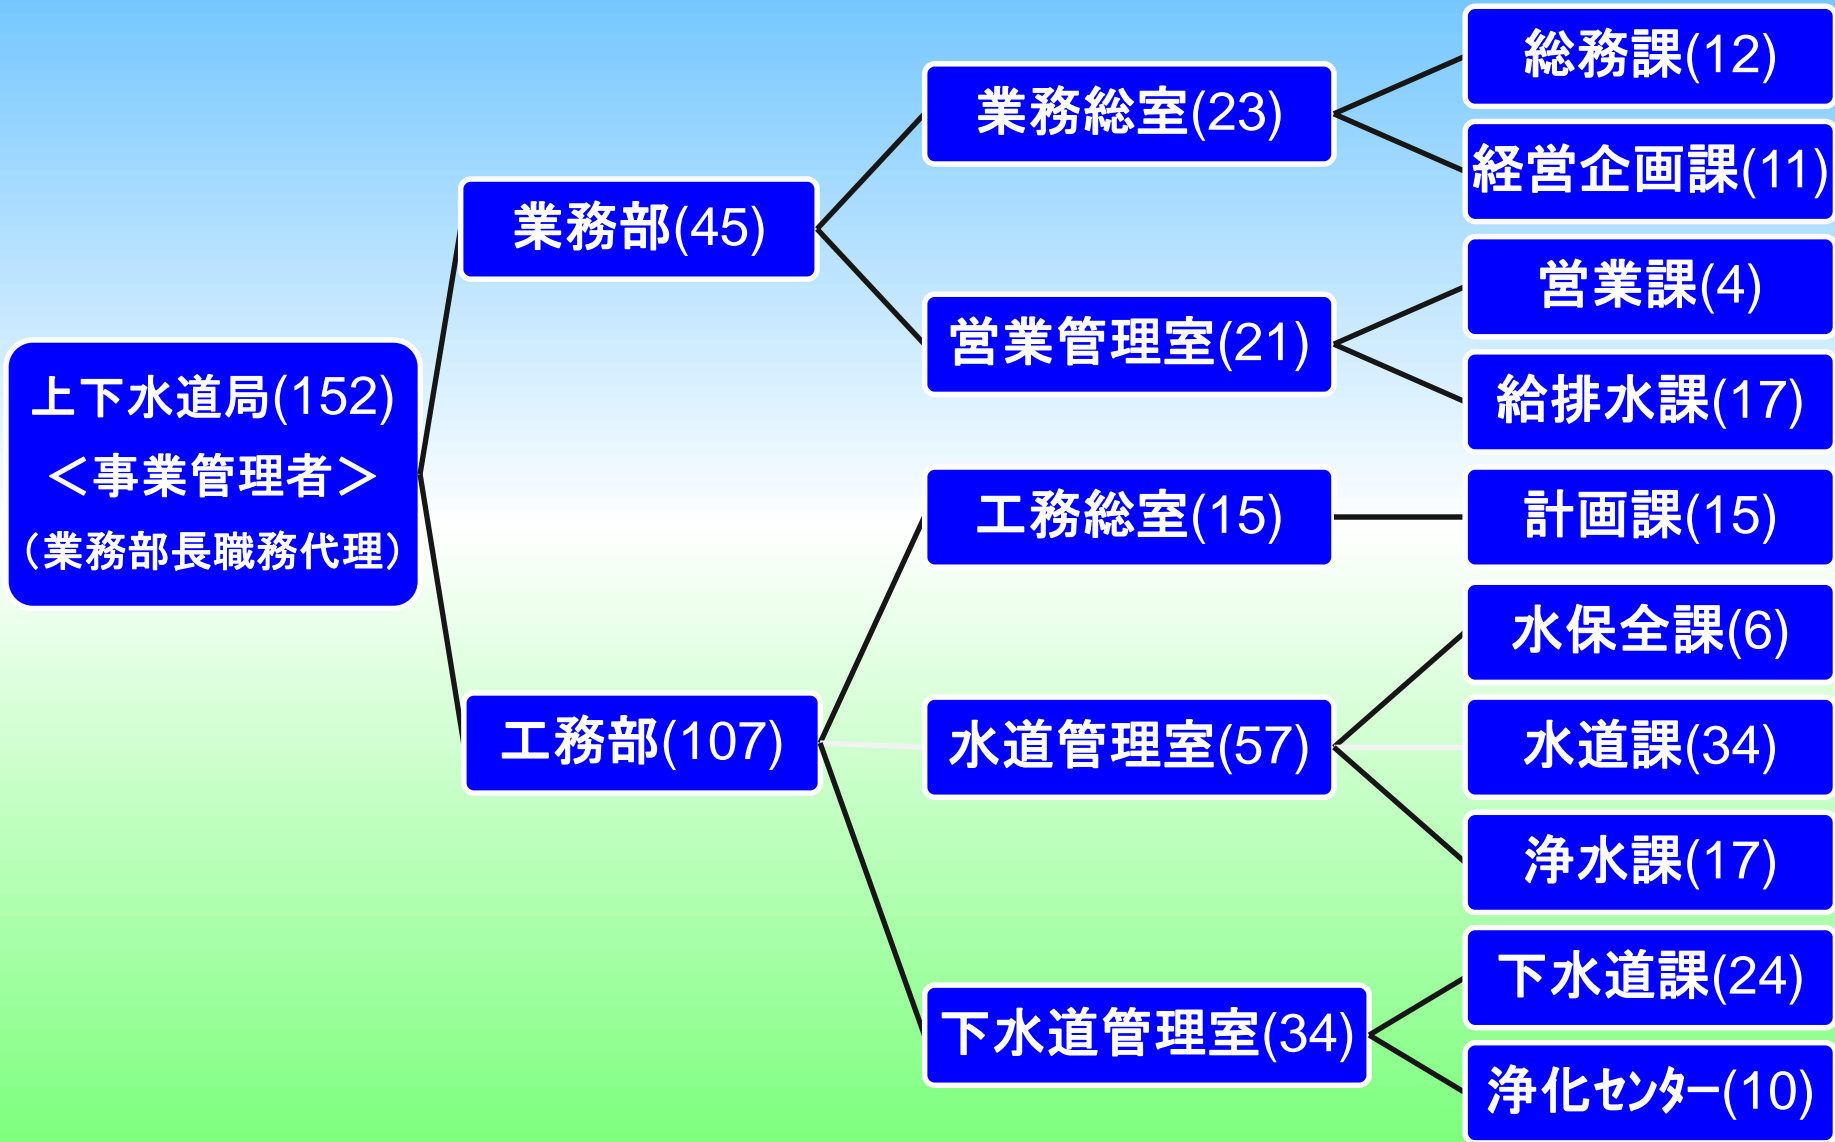 上下水道局(152)
＜事業管理者＞
（業務部長職務代理）
業務部(45)
業務総室(23)
総務課(12)
経営企画課(11)
営業管理室(21)
営業課(4)
給排水課(17)
工務部(107)
工務総室(15)
計画課(15)
水道管理室(57)
水保全課(6)
水道課(34)
浄水課(17)
下水道管理室(34)
下水道課(24)
浄化ｾﾝﾀｰ(10)